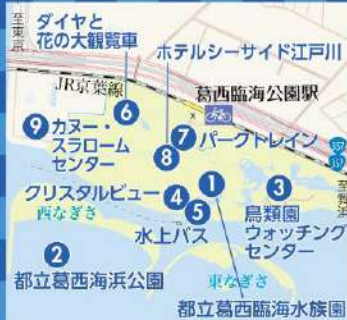 至東京
ダイヤと
花の大観覧車
ホテルシーサイド江戸川
JR京葉線
葛西臨海公園駅
6
9 カヌー・
スラローム
センター
7 パークトレイン
8
357
357
至舞浜
クリスタルビュー 4
1
3
鳥類園
ウォッチング
センター
西なぎさ
5
水上バス
2
都立葛西海浜公園
東なぎさ
都立葛西臨海水族園